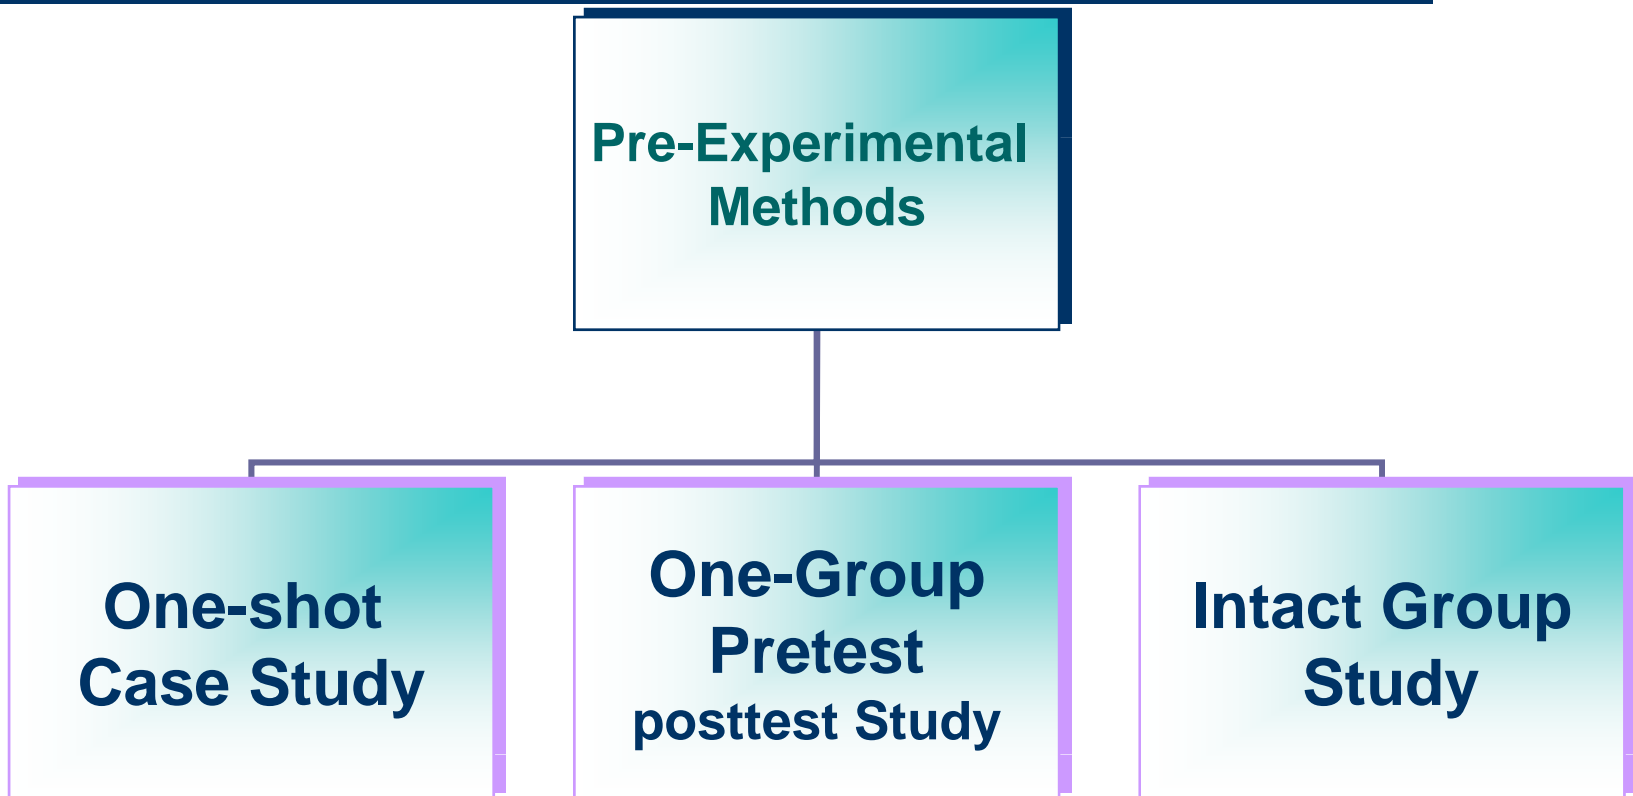 Pre-Experimental
Methods
One-shot
Case Study
One-Group
Pretest
posttest Study
Intact Group
Study